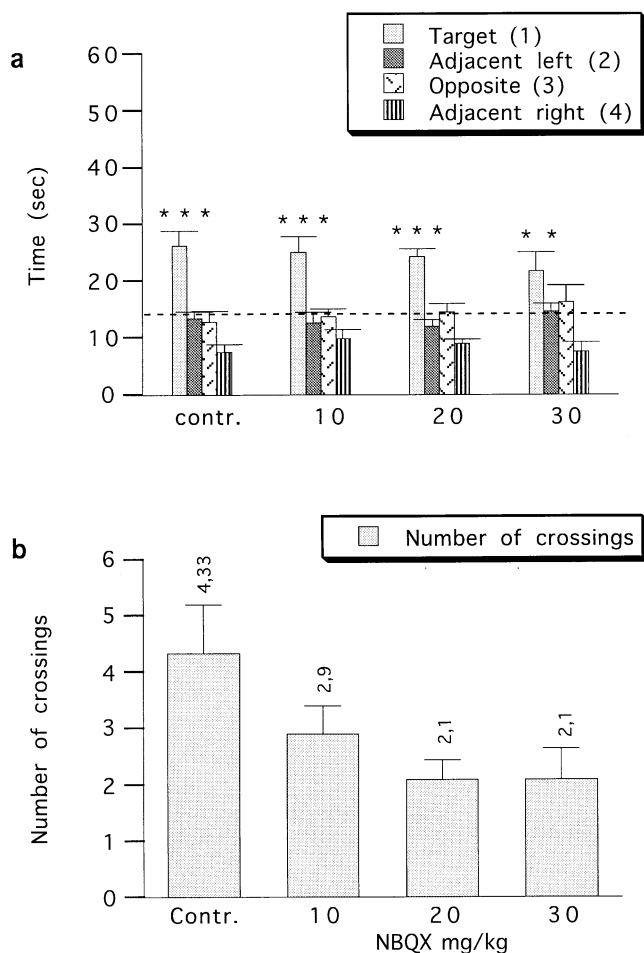 a
Target (1)
Adjacent left (2)
Opposite (3)
Adjacent right (4)
Time (sec)
60
50
40
30
20
10
0
* * *
* * *
* * *
* *
contr.
10
20
30
b
Number of crossings
Number of crossings
6
5
4
3
2
1
0
4,33
2,9
2,1
2,1
Contr.
10
20
30
NBQX mg/kg